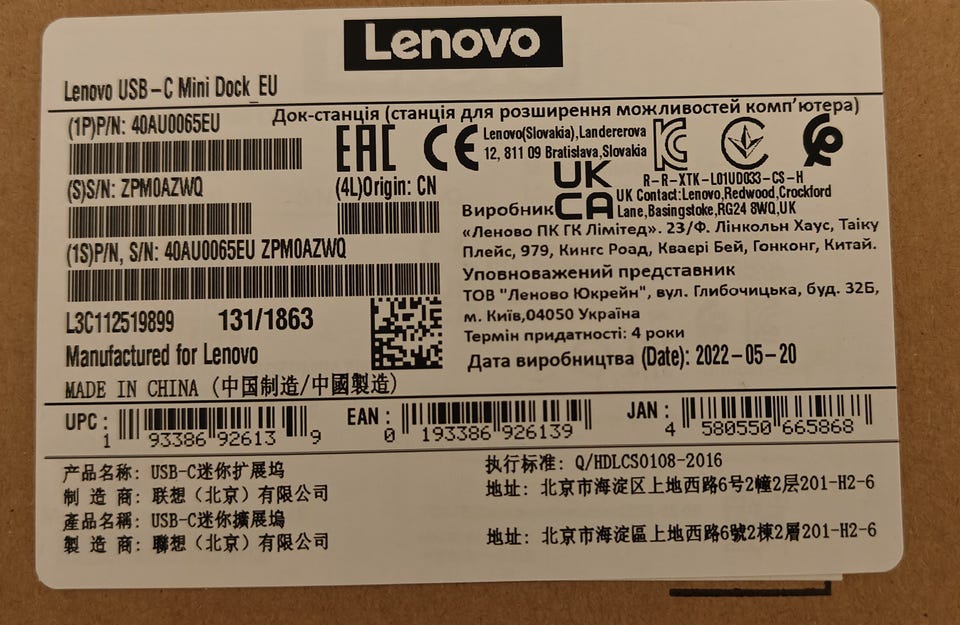 Lenovo
Lenovo USB-C Mini Dock_EU
Док-станція (станція для розширення можливостей комп'ютера)
(1P)P/N: 40AU0065EU
EAC CE
Lenovo(Slovakia),Landererova
12, 811 09 Bratislava,Slovakia
(S)S/N: ZPM0AZWQ
(4L)Origin: CN
UK
CA
R-R-XTK-L01UD033-CS-H
UK Contact:Lenovo,Redwood,Crockford
Lane,Basingstoke,RG24 8WQ,UK
Виробник
«Леново ПК ГК Лімітед». 23/Ф. Лінкольн Хаус, Таіку
Плейс, 979, Кингс Роад, Кваєрі Бей, Гонконг, Китай.
(1S)P/N, S/N: 40AU0065EU ZPM0AZWQ
Уповноважений представник
ТОВ "Леново Юкрейн", вул. Глибочицька, буд. 32Б,
м. Київ,04050 Україна
Термін придатності: 4 роки
Дата виробництва (Date): 2022-05-20
L3C112519899 131/1863
Manufactured for Lenovo
MADE IN CHINA (中国制造/中國製造)
UPC: 1 93386 92613 9
EAN: 0 193386 926139
JAN: 4 580550 665868
产品名称: USB-C迷你扩展坞
制 造 商: 联想（北京）有限公司
產品名稱: USB-C迷你擴展塢
製 造 商: 聯想（北京）有限公司
执行标准: Q/HDLCS0108-2016
地址: 北京市海淀区上地西路6号2幢2层201-H2-6
地址: 北京市海淀區上地西路6號2棟2層201-H2-6